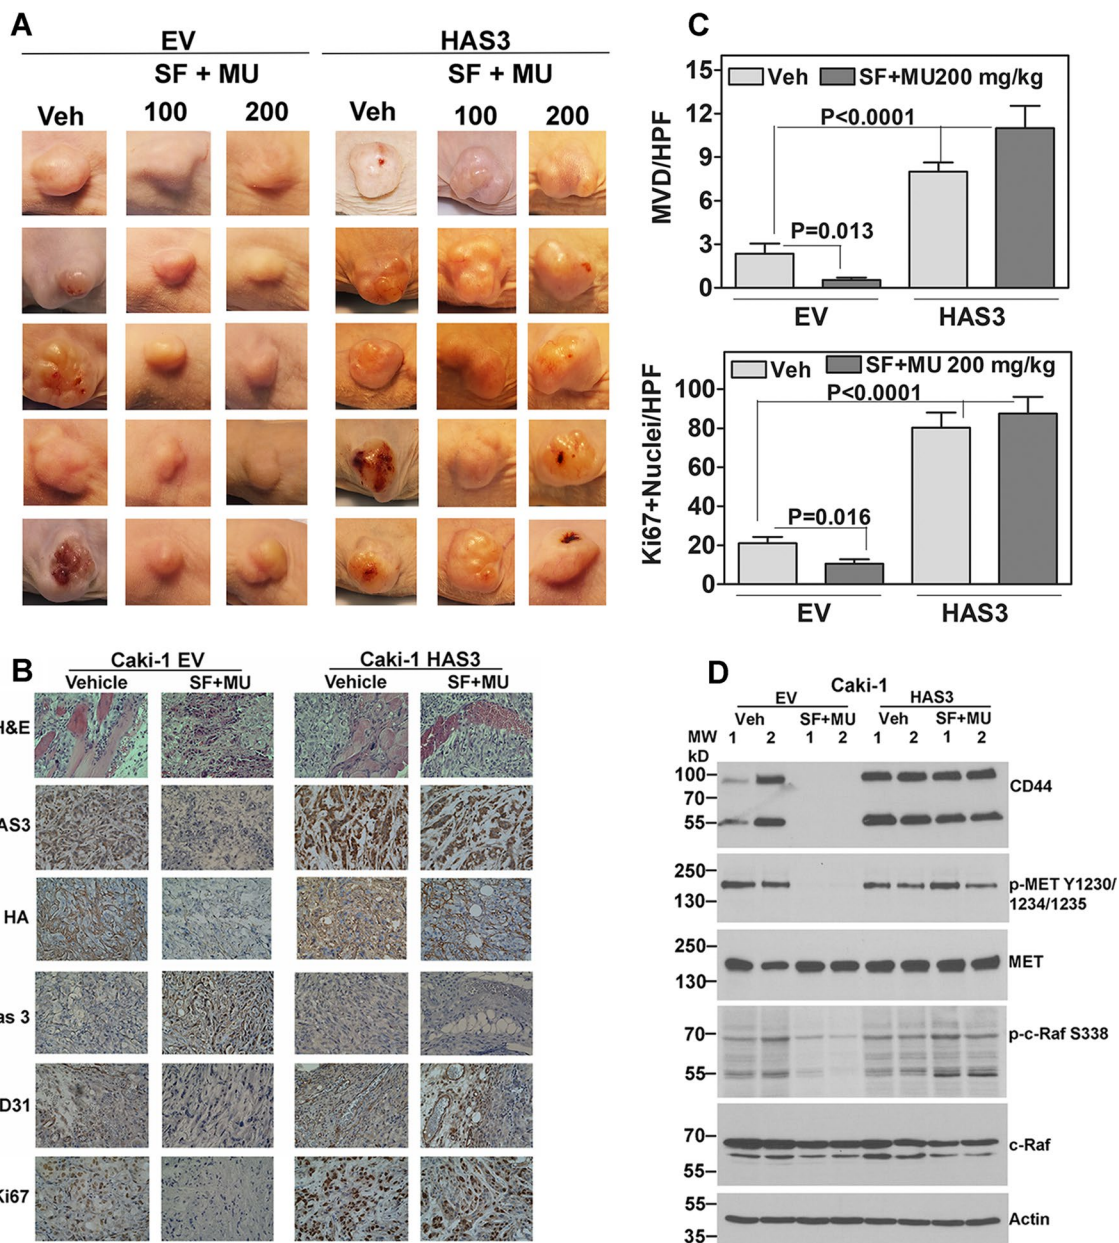 A
EV HAS3
SF + MU SF + MU
Veh 100 200 Veh 100 200
B
Caki-1 EV Caki-1 HAS3
Vehicle SF+MU Vehicle SF+MU
H&E
AS3
HA
as 3
D31
Ki67
C
15
12
9
6
3
0
MVD/HPF
Veh SF+MU200 mg/kg
P<0.0001
P=0.013
EV HAS3
100
80
60
40
20
0
Ki67+Nuclei/HPF
Veh SF+MU 200 mg/kg
P<0.0001
P=0.016
EV HAS3
D
Caki-1
EV HAS3
Veh SF+MU Veh SF+MU
MW 1 2 1 2 1 2 1 2
kD
100
70
55
CD44
250
130
p-MET Y1230/
1234/1235
250
130
MET
70
55
p-c-Raf S338
70
55
c-Raf
55
35
Actin